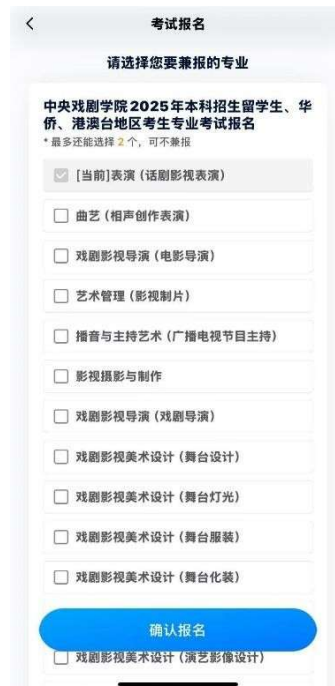 考试报名
请选择您要兼报的专业
中央戏剧学院2025年本科招生留学生、华
侨、港澳台地区考生专业考试报名
*最多还能选择 2 个，可不兼报
[当前]表演（话剧影视表演）
曲艺（相声创作表演）
戏剧影视导演（电影导演）
艺术管理（影视制片）
播音与主持艺术（广播电视节目主持）
影视摄影与制作
戏剧影视导演（戏剧导演）
戏剧影视美术设计（舞台设计）
戏剧影视美术设计（舞台灯光）
戏剧影视美术设计（舞台服装）
戏剧影视美术设计（舞台化装）
确认报名
戏剧影视美术设计（演艺影像设计）